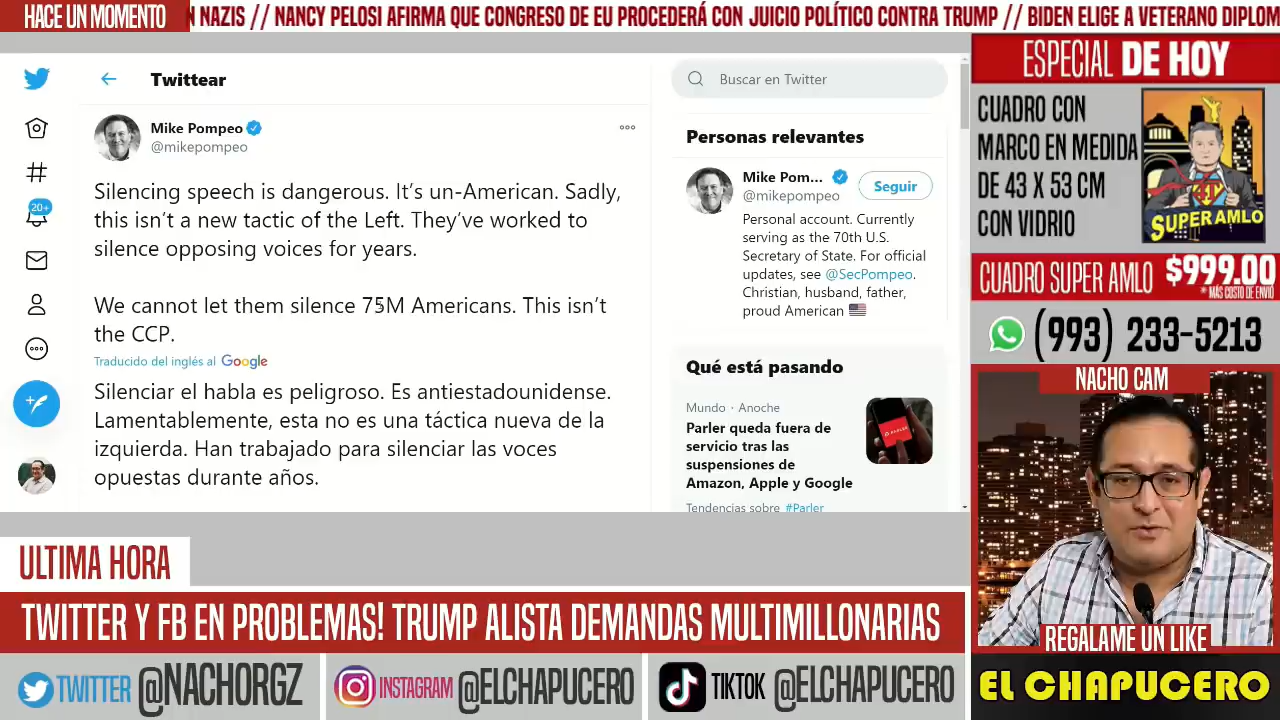 HACE UN MOMENTO
N NAZIS // NANCY PELOSI AFIRMA QUE CONGRESO DE EU PROCEDERÁ CON JUICIO POLÍTICO CONTRA TRUMP // BIDEN ELIGE A VETERANO DIPLOM
Twittear
Mike Pompeo
@mikepompeo
Silencing speech is dangerous. It's un-American. Sadly,
this isn't a new tactic of the Left. They've worked to
silence opposing voices for years.
We cannot let them silence 75M Americans. This isn't
the CCP.
Traducido del inglés al Google
Silenciar el habla es peligroso. Es antiestadounidense.
Lamentablemente, esta no es una táctica nueva de la
izquierda. Han trabajado para silenciar las voces
opuestas durante años.
20+
Buscar en Twitter
Personas relevantes
Mike Pom...
@mikepompeo
Seguir
Personal account. Currently
serving as the 70th U.S.
Secretary of State. For official
updates, see @SecPompeo.
Christian, husband, father,
proud American
Qué está pasando
Mundo · Anoche
Parler queda fuera de
servicio tras las
suspensiones de
Amazon, Apple y Google
Tendencias sobre #Parler
ESPECIAL DE HOY
CUADRO CON
MARCO EN MEDIDA
DE 43 X 53 CM
CON VIDRIO
4T
SUPER AMLO
CUADRO SUPER AMLO $999.00
* MÁS COSTO DE ENVIO
(993) 233-5213
NACHO CAM
REGALAME UN LIKE
EL CHAPUCERO
ULTIMA HORA
TWITTER Y FB EN PROBLEMAS! TRUMP ALISTA DEMANDAS MULTIMILLONARIAS
TWITTER @NACHORGZ
INSTAGRAM @ELCHAPUCERO
TIKTOK @ELCHAPUCERO